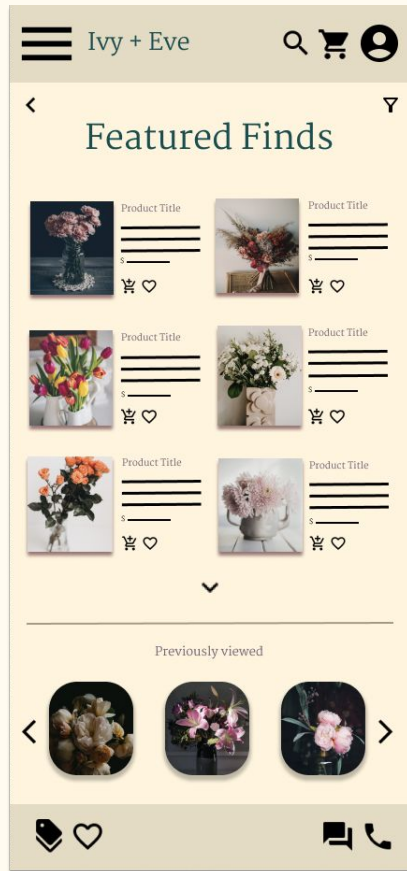 Ivy + Eve
Featured Finds
Product Title
$
Product Title
$
Product Title
$
Product Title
$
Product Title
$
Product Title
$
Previously viewed